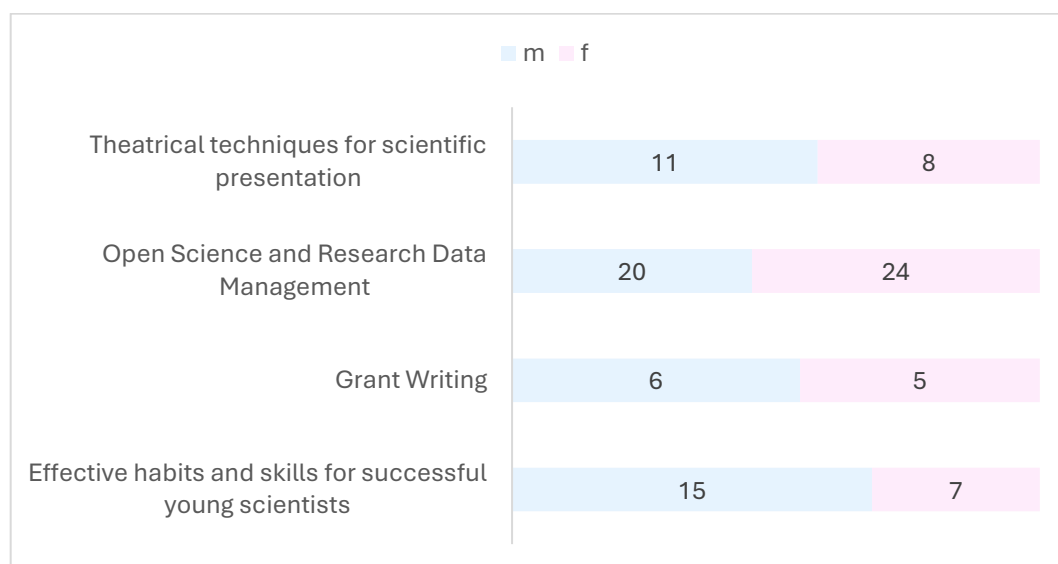 m f
Theatrical techniques for scientific
presentation
11 8
Open Science and Research Data
Management
20 24
Grant Writing
6 5
Effective habits and skills for successful
young scientists
15 7